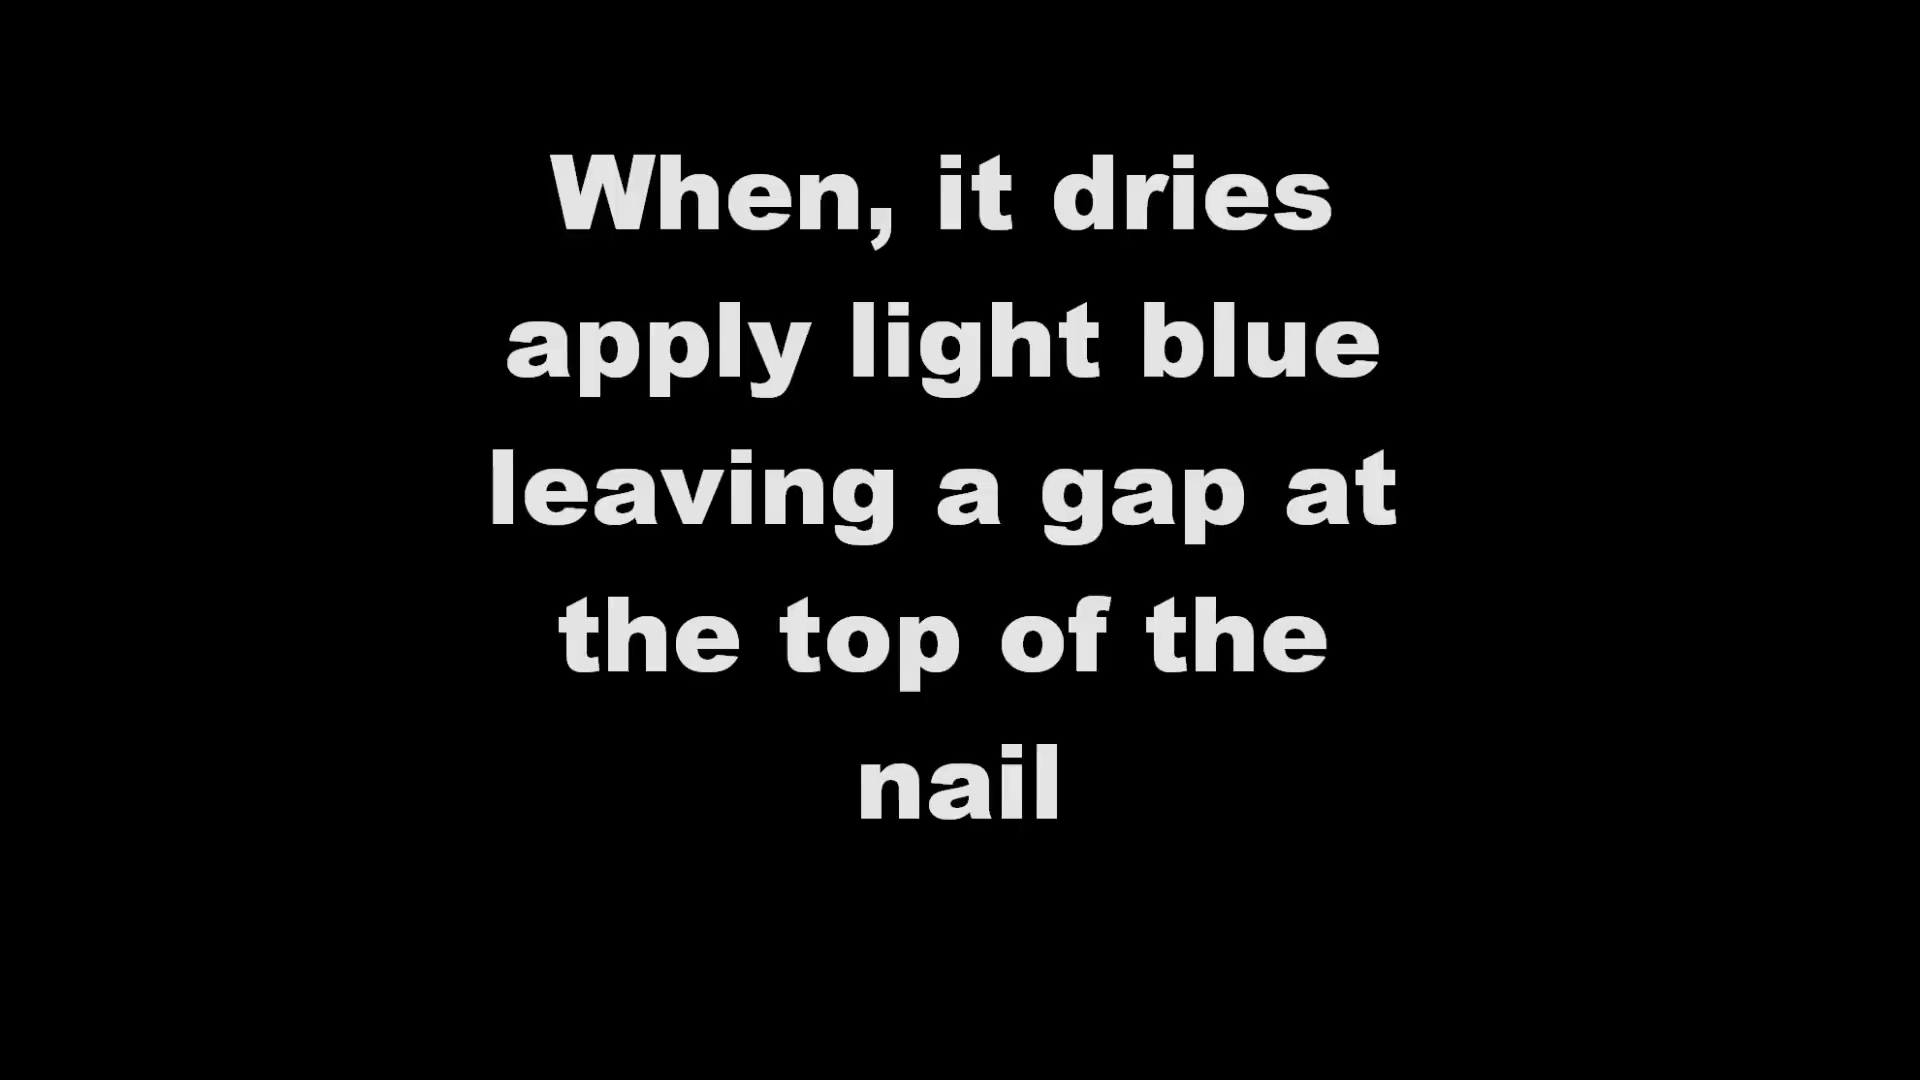 When, it dries
apply light blue
leaving a gap at
the top of the
nail